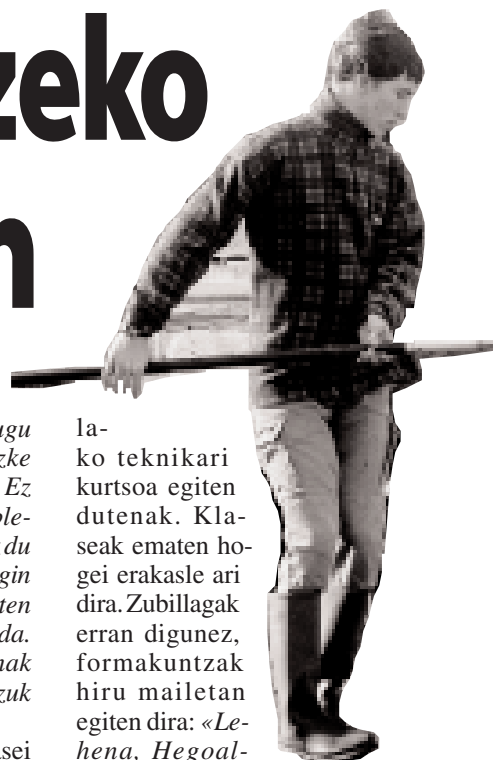 zeko
n
ugu
zke
Ez
ple-
du
gin
ten
da.
nak
zuk
sei
la-
ko teknikari
kurtsoa egiten
dutenak. Kla-
seak ematen ho-
gei erakasle ari
dira. Zubillagak
erran digunez,
formakuntzak
hiru mailetan
egiten dira: «Le-
hena, Hegoal-